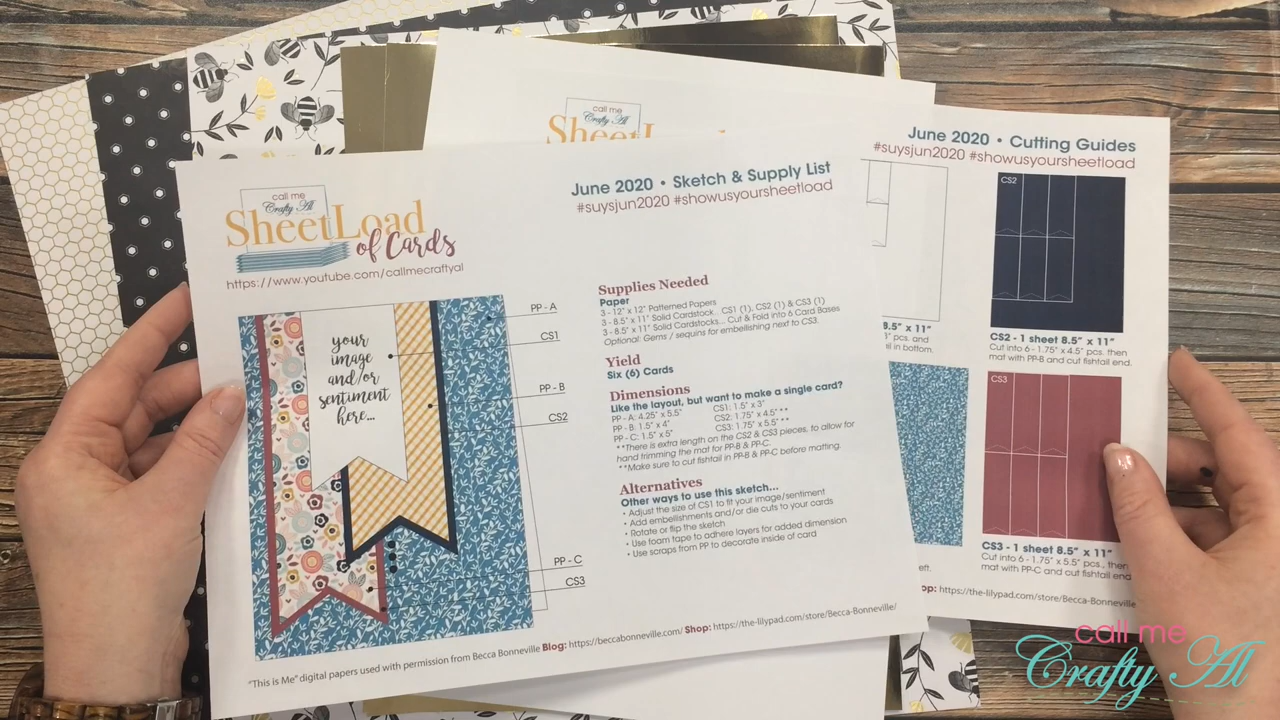 call me
Crafty Al
SheetLoad
of Cards
https://www.youtube.com/callmecraftyal
June 2020 • Sketch & Supply List
#suysjun2020 #showusyoursheetload
your
image
and/or
sentiment
here...
PP - A
CS1
PP - B
CS2
PP - C
CS3
Supplies Needed
Paper
3 - 12" x 12" Patterned Papers
3 - 8.5" x 11" Solid Cardstock... CS1 (1), CS2 (1) & CS3 (1)
3 - 8.5" x 11" Solid Cardstocks... Cut & Fold into 6 Card Bases
Optional: Gems / sequins for embellishing next to CS3.
Yield
Six (6) Cards
Dimensions
Like the layout, but want to make a single card?
PP - A: 4.25" x 5.5"
PP - B: 1.5" x 4"
PP - C: 1.5" x 5"
CS1: 1.5" x 3"
CS2: 1.75" x 4.5" **
CS3: 1.75" x 5.5" **
**There is extra length on the CS2 & CS3 pieces, to allow for
hand trimming the mat for PP-B & PP-C.
**Make sure to cut fishtail in PP-B & PP-C before matting.
Alternatives
Other ways to use this sketch...
• Adjust the size of CS1 to fit your image/sentiment
• Add embellishments and/or die cuts to your cards
• Rotate or flip the sketch
• Use foam tape to adhere layers for added dimension
• Use scraps from PP to decorate inside of card
"This is Me" digital papers used with permission from Becca Bonneville Blog: https://beccabonneville.com/ Shop: https://the-lilypad.com/store/Becca-Bonneville/
call me
Crafty Al
June 2020 • Cutting Guides
#suysjun2020 #showusyoursheetload
CS2
8.5" x 11"
pcs. and
in bottom.
CS2 - 1 sheet 8.5" x 11"
Cut into 6 - 1.75" x 4.5" pcs. then
mat with PP-B and cut fishtail end.
CS3
CS3 - 1 sheet 8.5" x 11"
Cut into 6 - 1.75" x 5.5" pcs., then
mat with PP-C and cut fishtail end
eft.
op: https://the-lilypad.com/store/Becca-Bonneville
call me
Crafty Al